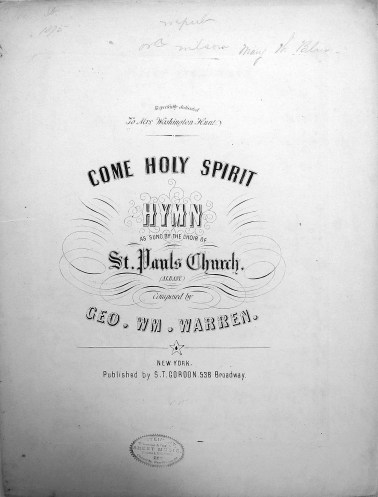 Respectfully dedicated
To Mrs Washington Hunt.
COME HOLY SPIRIT
HYMN
AS SUNG BY THE CHOIR OF
St. Pauls Church.
(ALBANY.)
Composed by
GEO. WM. WARREN.
NEW YORK.
Published by S.T. GORDON 538 Broadway.